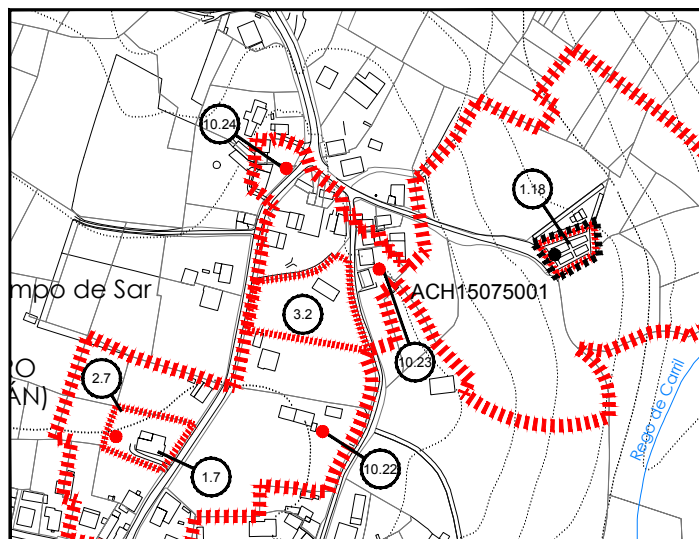 10.24
1.18
mpo de Sar
ACH15075001
3.2
10.23
RO
ÁN)
2.7
1.7
10.22
Rego de Carril